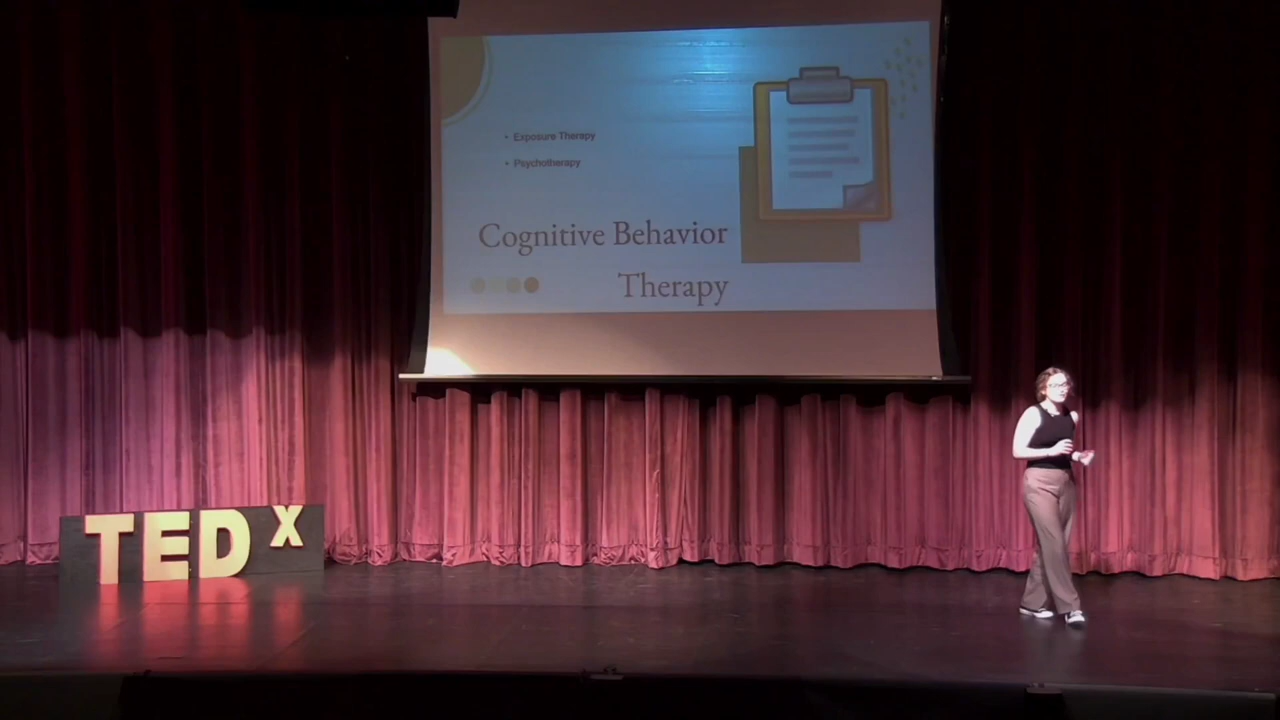 • Exposure Therapy
• Psychotherapy
Cognitive Behavior
Therapy
TEDx